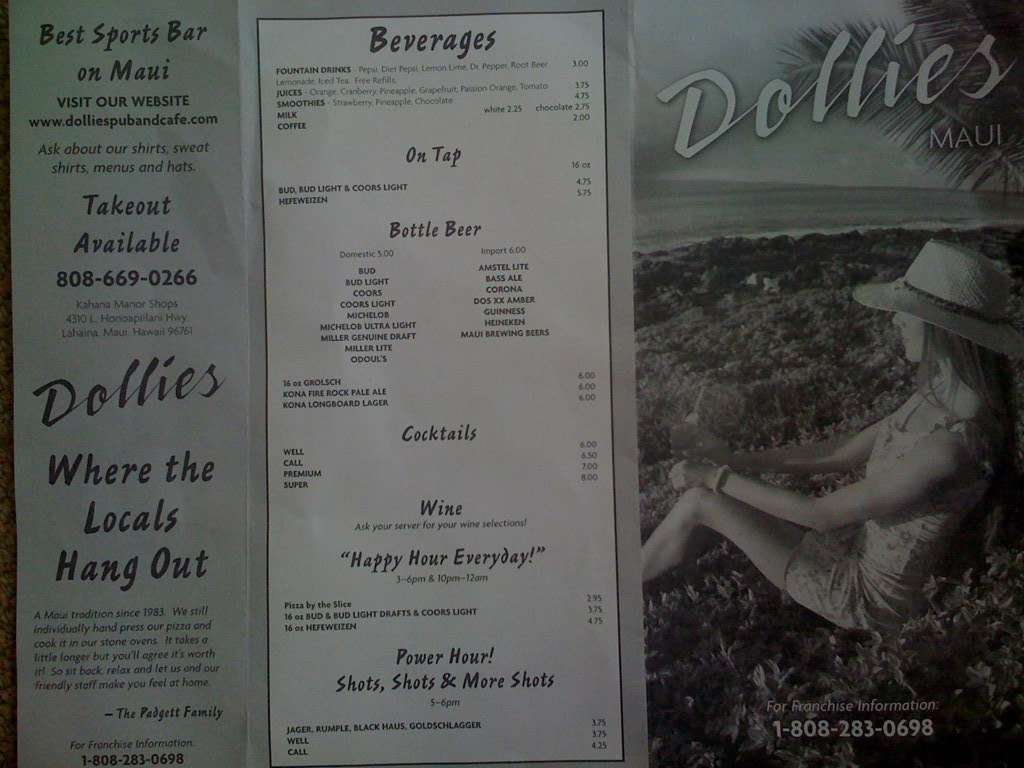 Best Sports Bar
on Maui
VISIT OUR WEBSITE
www.dolliespubandcafe.com
Ask about our shirts, sweat
shirts, menus and hats.
Takeout
Available
808-669-0266
Kahana Manor Shops
4310 L. Honoapiilani Hwy
Lahaina, Maui, Hawaii 96761
Dollies
Where the
Locals
Hang Out
A Maui tradition since 1983. We still
individually hand press our pizza and
cook it in our stone ovens. It takes a
little longer but you'll agree it's worth
it! So sit back, relax and let us and our
friendly staff make you feel at home.
– The Padgett Family
For Franchise Information:
1-808-283-0698
Beverages
FOUNTAIN DRINKS - Pepsi, Diet Pepsi, Lemon Lime, Dr. Pepper, Root Beer 3.00
Lemonade, Iced Tea. Free Refills,
JUICES - Orange, Cranberry, Pineapple, Grapefruit, Passion Orange, Tomato 3.75
SMOOTHIES - Strawberry, Pineapple, Chocolate 4.75
MILK white 2.25 chocolate 2.75
COFFEE 2.00
On Tap
16 oz
BUD, BUD LIGHT & COORS LIGHT 4.75
HEFEWEIZEN 5.75
Bottle Beer
Domestic 5.00
BUD
BUD LIGHT
COORS
COORS LIGHT
MICHELOB
MICHELOB ULTRA LIGHT
MILLER GENUINE DRAFT
MILLER LITE
ODOUL'S
Import 6.00
AMSTEL LITE
BASS ALE
CORONA
DOS XX AMBER
GUINNESS
HEINEKEN
MAUI BREWING BEERS
16 oz GROLSCH 6.00
KONA FIRE ROCK PALE ALE 6.00
KONA LONGBOARD LAGER 6.00
Cocktails
WELL 6.00
CALL 6.50
PREMIUM 7.00
SUPER 8.00
Wine
Ask your server for your wine selections!
"Happy Hour Everyday!"
3–6pm & 10pm–12am
Pizza by the Slice 2.95
16 oz BUD & BUD LIGHT DRAFTS & COORS LIGHT 3.75
16 oz HEFEWEIZEN 4.75
Power Hour!
Shots, Shots & More Shots
5–6pm
JAGER, RUMPLE, BLACK HAUS, GOLDSCHLAGGER 3.75
WELL 3.75
CALL 4.25
Dollies
MAUI
For Franchise Information:
1-808-283-0698